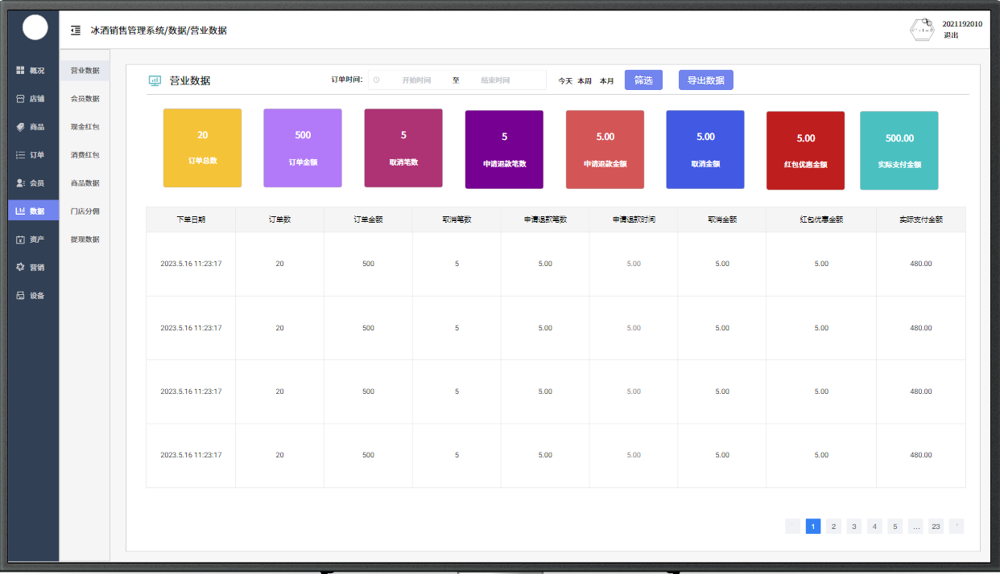 冰酒销售管理系统/数据/营业数据
2021192010
退出
概况
店铺
商品
订单
会员
数据
资产
营销
设备
营业数据
会员数据
现金红包
消费红包
商品数据
门店分佣
提现数据
营业数据 订单时间: 开始时间 至 结束时间 今天 本周 本月 筛选 导出数据
20 500 5 5 5.00 5.00 5.00 500.00
订单总数 订单金额 取消笔数 申请退款笔数 申请退款金额 取消金额 红包优惠金额 实际支付金额
下单日期 订单数 订单金额 取消笔数 申请退款笔数 申请退款时间 取消金额 红包优惠金额 实际支付金额
2023.5.16 11:23:17 20 500 5 5.00 5.00 5.00 5.00 480.00
2023.5.16 11:23:17 20 500 5 5.00 5.00 5.00 5.00 480.00
2023.5.16 11:23:17 20 500 5 5.00 5.00 5.00 5.00 480.00
2023.5.16 11:23:17 20 500 5 5.00 5.00 5.00 5.00 480.00
1 2 3 4 5 ... 23